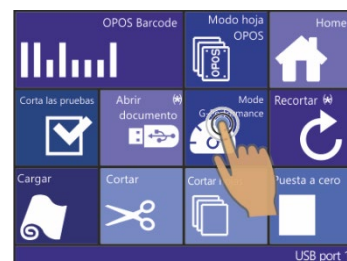 OPOS Barcode
Modo hoja
OPOS
Home
OPOS
Corta las pruebas
Abrir
documento
Mode
Recortar
Cargar
Cortar
Cortar
Puesta a cero
USB port 1